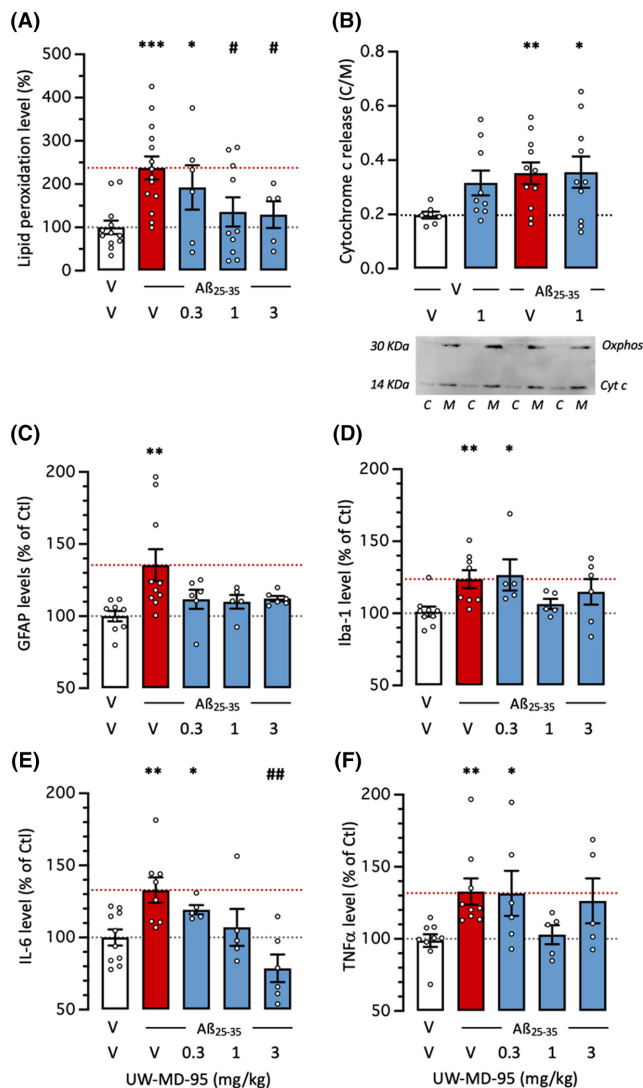 (A)
*** * # #
500
400
300
200
100
0
Lipid peroxidation level (%)
V
Aß25-35
V V 0.3 1 3
(B)
** *
0.8
0.6
0.4
0.2
0.0
Cytochrome c release (C/M)
V Aß25-35
V 1 V 1
30 KDa Oxphos
14 KDa Cyt c
C M C M C M C M
(C)
**
200
150
100
50
GFAP levels (% of Ctl)
V
Aß25-35
V V 0.3 1 3
(D)
** *
200
150
100
50
Iba-1 level (% of Ctl)
V
Aß25-35
V V 0.3 1 3
(E)
** * ##
200
150
100
50
IL-6 level (% of Ctl)
V
Aß25-35
V V 0.3 1 3
UW-MD-95 (mg/kg)
(F)
** *
200
150
100
50
TNFα level (% of Ctl)
V
Aß25-35
V V 0.3 1 3
UW-MD-95 (mg/kg)